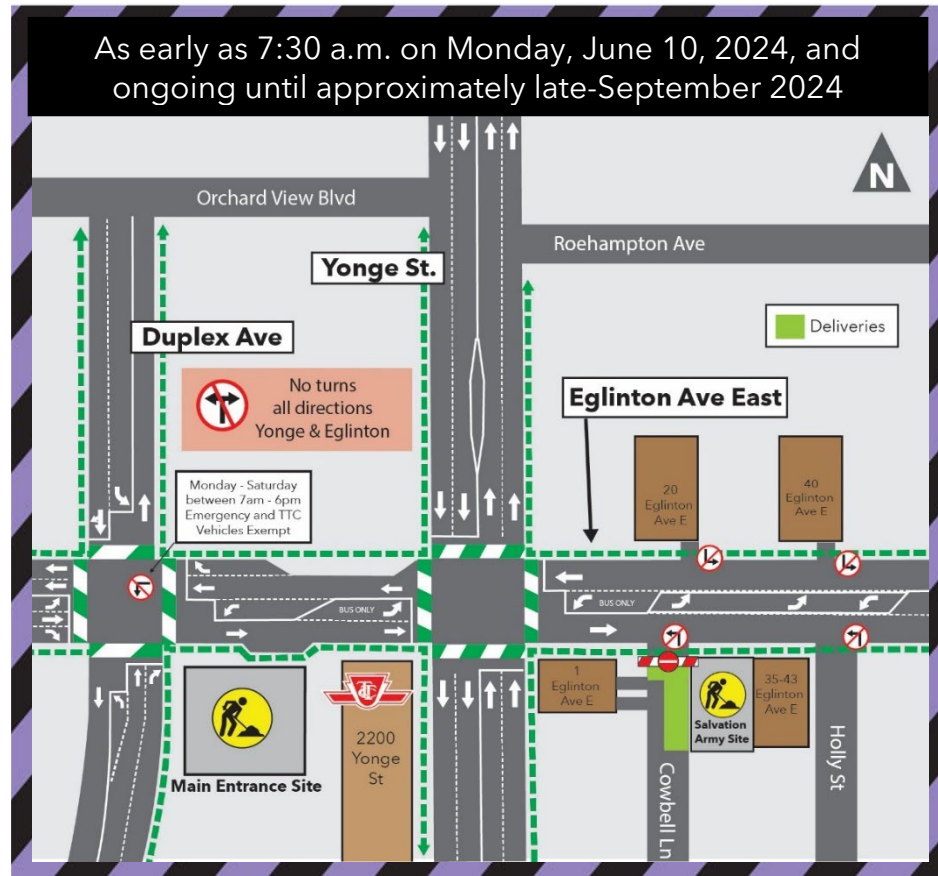 As early as 7:30 a.m. on Monday, June 10, 2024, and
ongoing until approximately late-September 2024
N
Orchard View Blvd
Roehampton Ave
Yonge St.
Deliveries
Duplex Ave
No turns
all directions
Yonge & Eglinton
Eglinton Ave East
Monday - Saturday
between 7am - 6pm
Emergency and TTC
Vehicles Exempt
20
Eglinton
Ave E
40
Eglinton
Ave E
BUS ONLY
BUS ONLY
1
Eglinton
Ave E
35-43
Eglinton
Ave E
TTC
Salvation
Army Site
2200
Yonge
St
Main Entrance Site
Cowbell Ln
Holly St